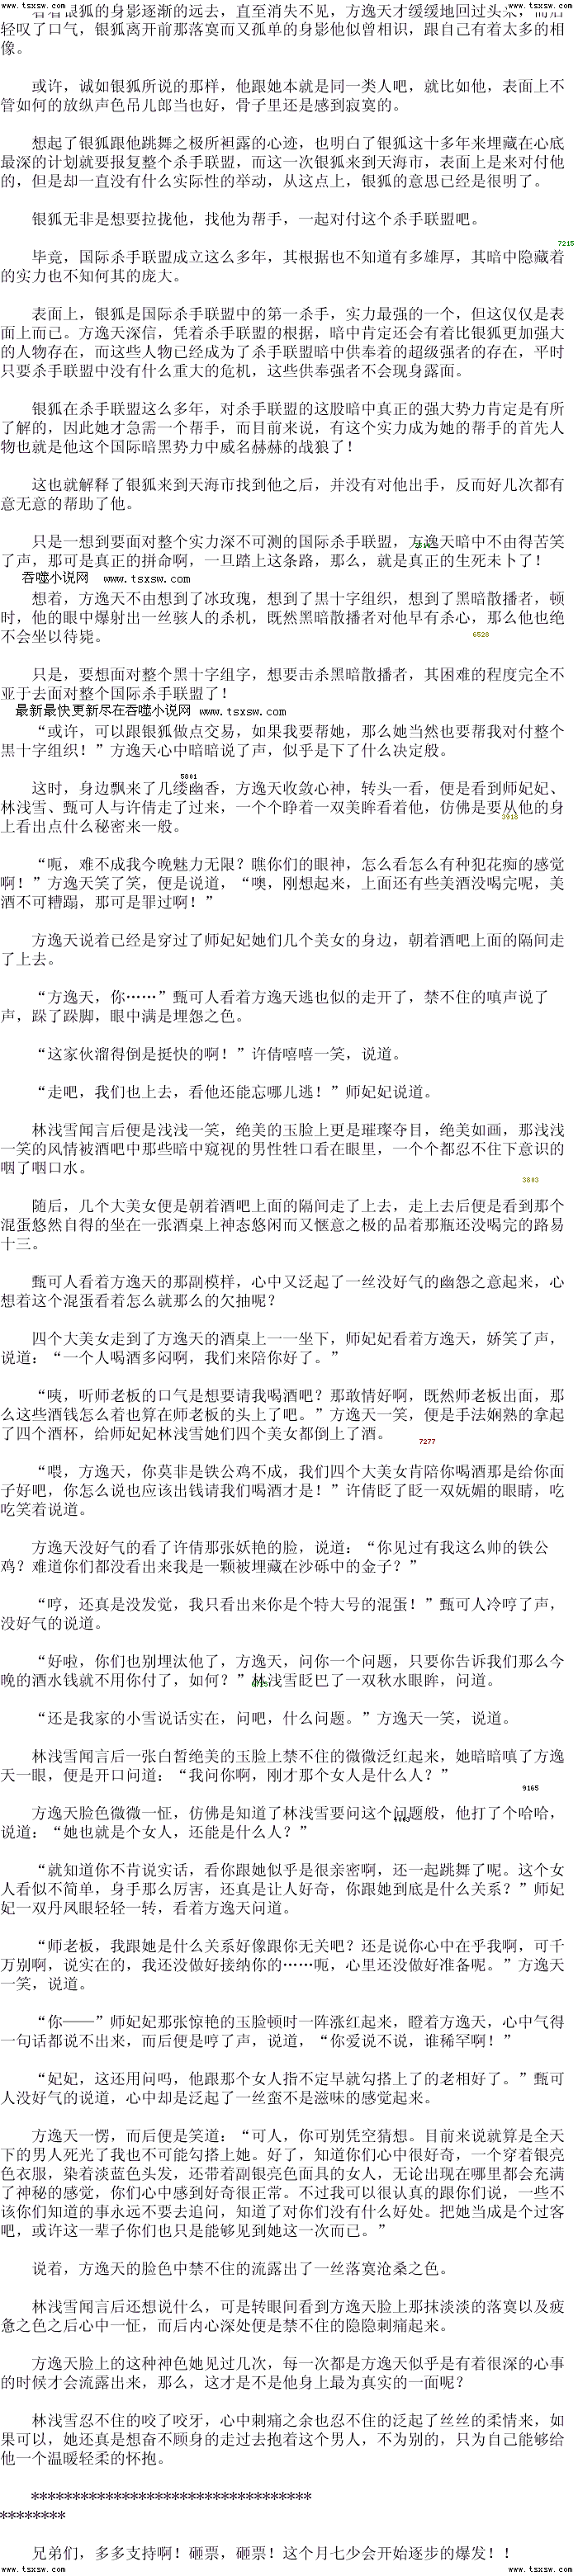 www.tsxsw.com www.tsxsw.com
看着银狐的身影逐渐的远去，直至消失不见，方逸天才缓缓地回过头来，而后
轻叹了口气，银狐离开前那落寞而又孤单的身影他似曾相识，跟自己有着太多的相
像。
或许，诚如银狐所说的那样，他跟她本就是同一类人吧，就比如他，表面上不
管如何的放纵声色吊儿郎当也好，骨子里还是感到寂寞的。
想起了银狐跟他跳舞之极所袒露的心迹，也明白了银狐这十多年来埋藏在心底
最深的计划就要报复整个杀手联盟，而这一次银狐来到天海市，表面上是来对付他
的，但是却一直没有什么实际性的举动，从这点上，银狐的意思已经是很明了。
银狐无非是想要拉拢他，找他为帮手，一起对付这个杀手联盟吧。
7215
毕竟，国际杀手联盟成立这么多年，其根据也不知道有多雄厚，其暗中隐藏着
的实力也不知何其的庞大。
表面上，银狐是国际杀手联盟中的第一杀手，实力最强的一个，但这仅仅是表
面上而已。方逸天深信，凭着杀手联盟的根据，暗中肯定还会有着比银狐更加强大
的人物存在，而这些人物已经成为了杀手联盟暗中供奉着的超级强者的存在，平时
只要杀手联盟中没有什么重大的危机，这些供奉强者不会现身露面。
银狐在杀手联盟这么多年，对杀手联盟的这股暗中真正的强大势力肯定是有所
了解的，因此她才急需一个帮手，而目前来说，有这个实力成为她的帮手的首先人
物也就是他这个国际暗黑势力中威名赫赫的战狼了！
这也就解释了银狐来到天海市找到他之后，并没有对他出手，反而好几次都有
意无意的帮助了他。
只是一想到要面对整个实力深不可测的国际杀手联盟，方逸天暗中不由得苦笑
了声，那可是真正的拼命啊，一旦踏上这条路，那么，就是真正的生死未卜了！
吞噬小说网 www.tsxsw.com
想着，方逸天不由想到了冰玫瑰，想到了黑十字组织，想到了黑暗散播者，顿
时，他的眼中爆射出一丝骇人的杀机，既然黑暗散播者对他早有杀心，那么他也绝
不会坐以待毙。
6528
只是，要想面对整个黑十字组字，想要击杀黑暗散播者，其困难的程度完全不
亚于去面对整个国际杀手联盟了！
最新最快更新尽在吞噬小说网 www.tsxsw.com
“或许，可以跟银狐做点交易，如果我要帮她，那么她当然也要帮我对付整个
黑十字组织！”方逸天心中暗暗说了声，似乎是下了什么决定般。
5801
这时，身边飘来了几缕幽香，方逸天收敛心神，转头一看，便是看到师妃妃、
林浅雪、甄可人与许倩走了过来，一个个睁着一双美眸看着他，仿佛是要从他的身
3918
上看出点什么秘密来一般。
“呃，难不成我今晚魅力无限？瞧你们的眼神，怎么看怎么有种犯花痴的感觉
啊！”方逸天笑了笑，便是说道，“噢，刚想起来，上面还有些美酒没喝完呢，美
酒不可糟蹋，那可是罪过啊！”
方逸天说着已经是穿过了师妃妃她们几个美女的身边，朝着酒吧上面的隔间走
了上去。
“方逸天，你……”甄可人看着方逸天逃也似的走开了，禁不住的嗔声说了
声，跺了跺脚，眼中满是埋怨之色。
“这家伙溜得倒是挺快的啊！”许倩嘻嘻一笑，说道。
“走吧，我们也上去，看他还能忘哪儿逃！”师妃妃说道。
林浅雪闻言后便是浅浅一笑，绝美的玉脸上更是璀璨夺目，绝美如画，那浅浅
一笑的风情被酒吧中那些暗中窥视的男性牲口看在眼里，一个个都忍不住下意识的
咽了咽口水。
3803
随后，几个大美女便是朝着酒吧上面的隔间走了上去，走上去后便是看到那个
混蛋悠然自得的坐在一张酒桌上神态悠闲而又惬意之极的品着那瓶还没喝完的路易
十三。
甄可人看着方逸天的那副模样，心中又泛起了一丝没好气的幽怨之意起来，心
想着这个混蛋看着怎么就那么的欠抽呢？
四个大美女走到了方逸天的酒桌上一一坐下，师妃妃看着方逸天，娇笑了声，
说道：“一个人喝酒多闷啊，我们来陪你好了。”
“咦，听师老板的口气是想要请我喝酒吧？那敢情好啊，既然师老板出面，那
么这些酒钱怎么着也算在师老板的头上了吧。”方逸天一笑，便是手法娴熟的拿起
了四个酒杯，给师妃妃林浅雪她们四个美女都倒上了酒。
7277
“喂，方逸天，你莫非是铁公鸡不成，我们四个大美女肯陪你喝酒那是给你面
子好吧，你怎么说也应该出钱请我们喝酒才是！”许倩眨了眨一双妩媚的眼睛，吃
吃笑着说道。
方逸天没好气的看了许倩那张妖艳的脸，说道：“你见过有我这么帅的铁公
鸡？难道你们都没看出来我是一颗被埋藏在沙砾中的金子？”
“哼，还真是没发觉，我只看出来你是个特大号的混蛋！”甄可人冷哼了声，
没好气的说道。
“好啦，你们也别埋汰他了，方逸天，问你一个问题，只要你告诉我们那么今
晚的酒水钱就不用你付了，如何？”林浅雪眨巴了一双秋水眼眸，问道。
“还是我家的小雪说话实在，问吧，什么问题。”方逸天一笑，说道。
林浅雪闻言后一张白皙绝美的玉脸上禁不住的微微泛红起来，她暗暗嗔了方逸
天一眼，便是开口问道：“我问你啊，刚才那个女人是什么人？”
9165
方逸天脸色微微一怔，仿佛是知道了林浅雪要问这个问题般，他打了个哈哈，
说道：“她也就是个女人，还能是什么人？”
“就知道你不肯说实话，看你跟她似乎是很亲密啊，还一起跳舞了呢。这个女
人看似不简单，身手那么厉害，还真是让人好奇，你跟她到底是什么关系？”师妃
妃一双丹凤眼轻轻一转，看着方逸天问道。
“师老板，我跟她是什么关系好像跟你无关吧？还是说你心中在乎我啊，可千
万别啊，说实在的，我还没做好接纳你的……呃，心里还没做好准备呢。”方逸天
一笑，说道。
“你——”师妃妃那张惊艳的玉脸顿时一阵涨红起来，瞪着方逸天，心中气得
一句话都说不出来，而后便是哼了声，说道，“你爱说不说，谁稀罕啊！”
“妃妃，这还用问吗，他跟那个女人指不定早就勾搭上了的老相好了。”甄可
人没好气的说道，心中却是泛起了一丝蛮不是滋味的感觉起来。
方逸天一愣，而后便是笑道：“可人，你可别凭空猜想。目前来说就算是全天
下的男人死光了我也不可能勾搭上她。好了，知道你们心中很好奇，一个穿着银亮
色衣服，染着淡蓝色头发，还带着副银亮色面具的女人，无论出现在哪里都会充满
了神秘的感觉，你们心中感到好奇很正常。不过我可以很认真的跟你们说，一些不
该你们知道的事永远不要去追问，知道了对你们没有什么好处。把她当成是个过客
吧，或许这一辈子你们也只是能够见到她这一次而已。”
说着，方逸天的脸色中禁不住的流露出了一丝落寞沧桑之色。
林浅雪闻言后还想说什么，可是转眼间看到方逸天脸上那抹淡淡的落寞以及疲
惫之色之后心中一怔，而后内心深处便是禁不住的隐隐刺痛起来。
方逸天脸上的这种神色她见过几次，每一次都是方逸天似乎是有着很深的心事
的时候才会流露出来，那么，这才是不是他身上最为真实的一面呢？
林浅雪忍不住的咬了咬牙，心中刺痛之余也忍不住的泛起了丝丝的柔情来，如
果可以，她还真是想奋不顾身的走过去抱着这个男人，不为别的，只为自己能够给
他一个温暖轻柔的怀抱。
**********************************
********
兄弟们，多多支持啊！砸票，砸票！这个月七少会开始逐步的爆发！！
www.tsxsw.com www.tsxsw.com